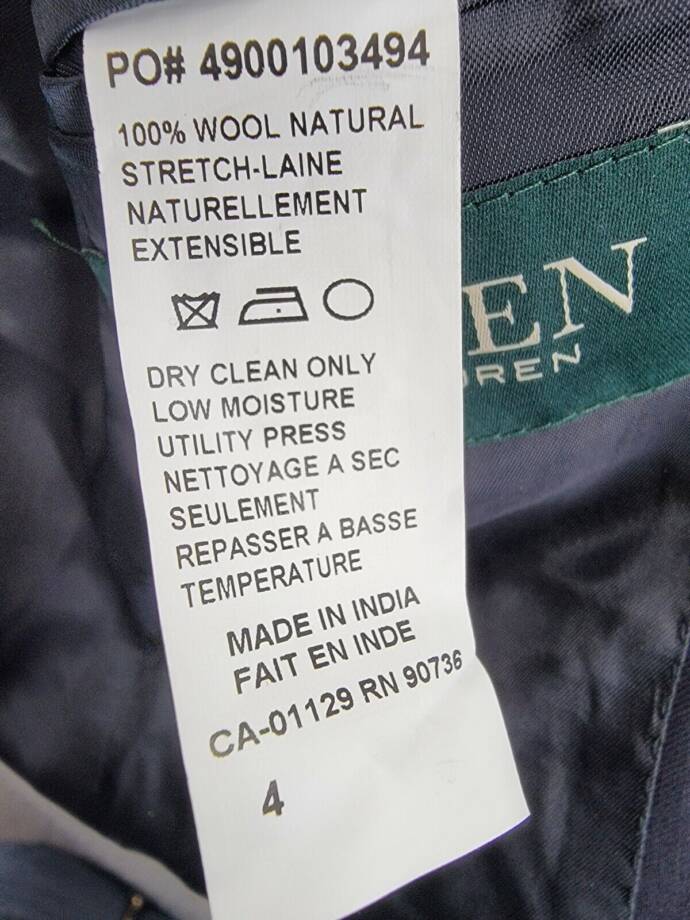 PO# 4900103494
100% WOOL NATURAL
STRETCH-LAINE
NATURELLEMENT
EXTENSIBLE
DRY CLEAN ONLY
LOW MOISTURE
UTILITY PRESS
NETTOYAGE A SEC
SEULEMENT
REPASSER A BASSE
TEMPERATURE
MADE IN INDIA
FAIT EN INDE
CA-01129 RN 90736
4